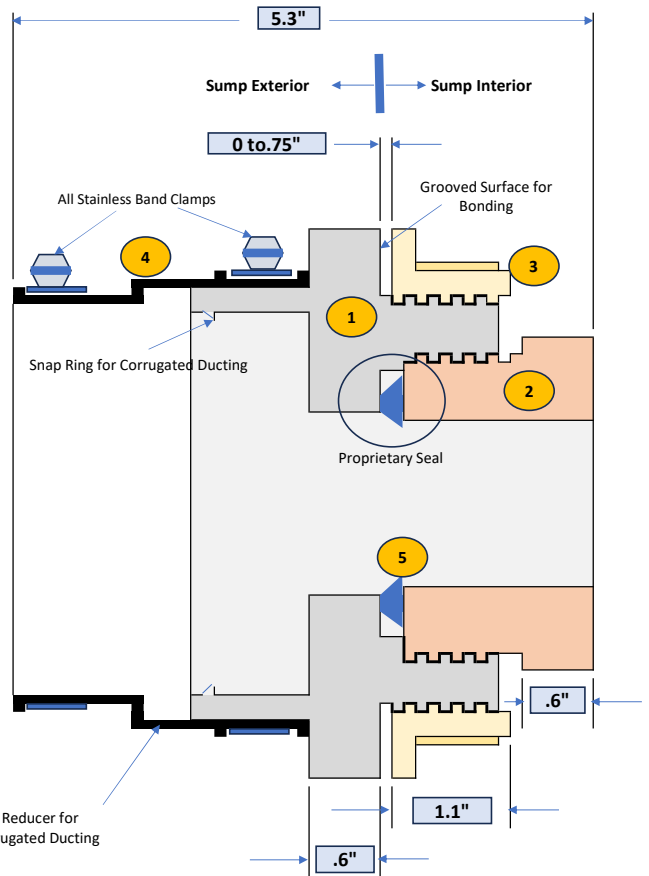 5.3"
Sump Exterior
Sump Interior
0 to.75"
Grooved Surface for
Bonding
All Stainless Band Clamps
4
3
1
Snap Ring for Corrugated Ducting
2
Proprietary Seal
5
.6"
Reducer for
ugated Ducting
1.1"
.6"